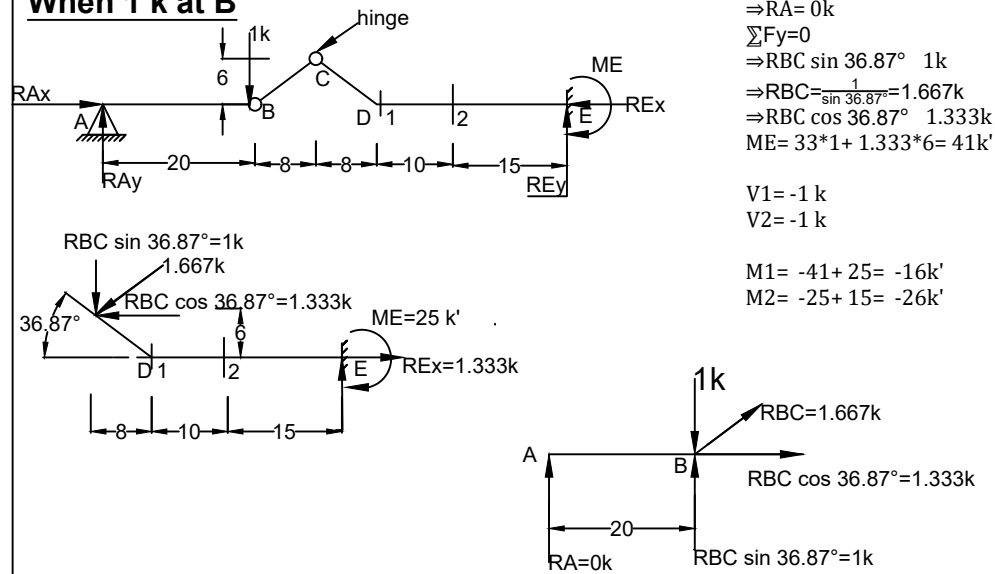 When 1 k at B
hinge
1k
6
C
ME
RAx
B
A
D 1
2
E
REx
20
8
8
10
15
RAy
REy
⇒RA= 0k
∑Fy=0
⇒RBC sin 36.87° 1k
⇒RBC=1/sin 36.87°=1.667k
⇒RBC cos 36.87° 1.333k
ME= 33*1+ 1.333*6= 41k'
V1= -1 k
V2= -1 k
M1= -41+ 25= -16k'
M2= -25+ 15= -26k'
RBC sin 36.87°=1k
1.667k
RBC cos 36.87°=1.333k
36.87°
6
ME=25 k'
D 1
2
E
REx=1.333k
8
10
15
1k
RBC=1.667k
A
B
RBC cos 36.87°=1.333k
20
RA=0k
RBC sin 36.87°=1k